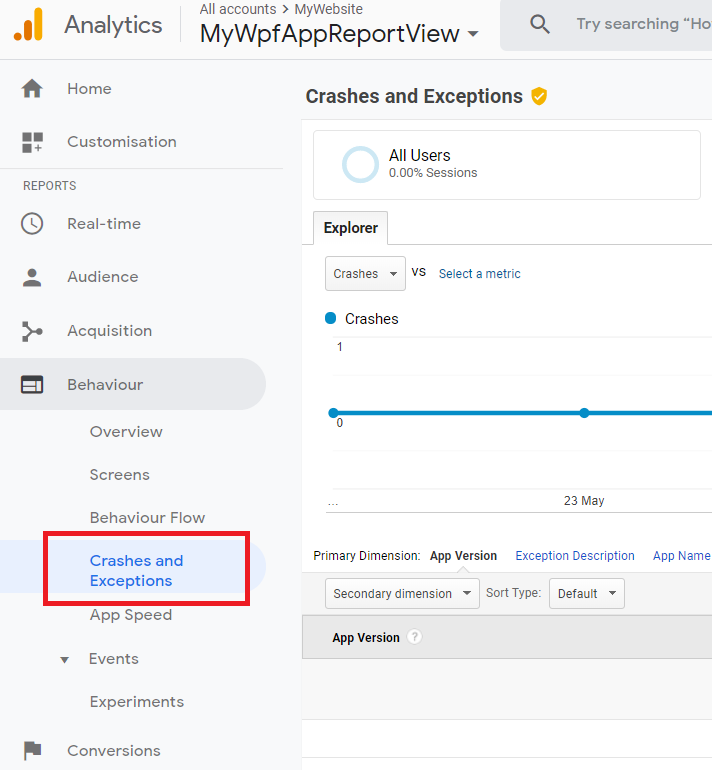 Analytics
All accounts > MyWebsite
MyWpfAppReportView
Try searching “Ho
Home
Customisation
REPORTS
Real-time
Audience
Acquisition
Behaviour
Overview
Screens
Behaviour Flow
Crashes and
Exceptions
App Speed
Events
Experiments
Conversions
Crashes and Exceptions
All Users
0.00% Sessions
Explorer
Crashes vs Select a metric
Crashes
1
0
... 23 May
Primary Dimension: App Version Exception Description App Name
Secondary dimension Sort Type: Default
App Version ?